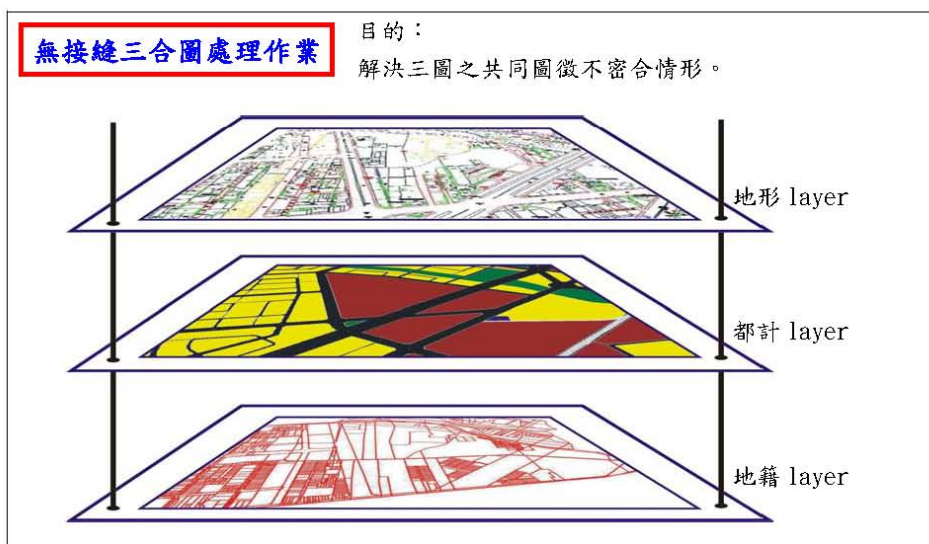 無接縫三合圖處理作業
目的：
解決三圖之共同圖徵不密合情形。
地形 layer
都計 layer
地籍 layer